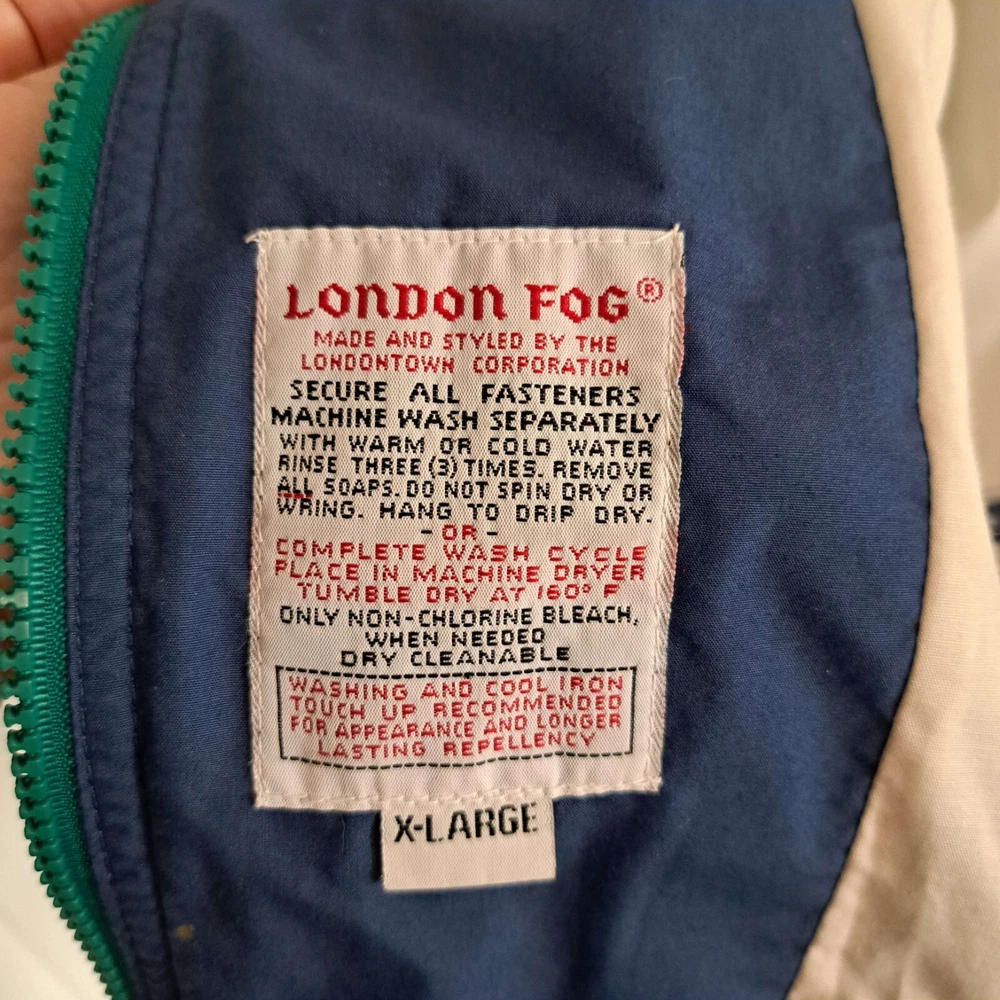 LONDON FOG®
MADE AND STYLED BY THE
LONDONTOWN CORPORATION
SECURE ALL FASTENERS
MACHINE WASH SEPARATELY
WITH WARM OR COLD WATER
RINSE THREE (3) TIMES. REMOVE
ALL SOAPS. DO NOT SPIN DRY OR
WRING. HANG TO DRIP DRY.
- OR -
COMPLETE WASH CYCLE
PLACE IN MACHINE DRYER
TUMBLE DRY AT 160° F
ONLY NON-CHLORINE BLEACH,
WHEN NEEDED
DRY CLEANABLE
WASHING AND COOL IRON
TOUCH UP RECOMMENDED
FOR APPEARANCE AND LONGER
LASTING REPELLENCY
X-LARGE